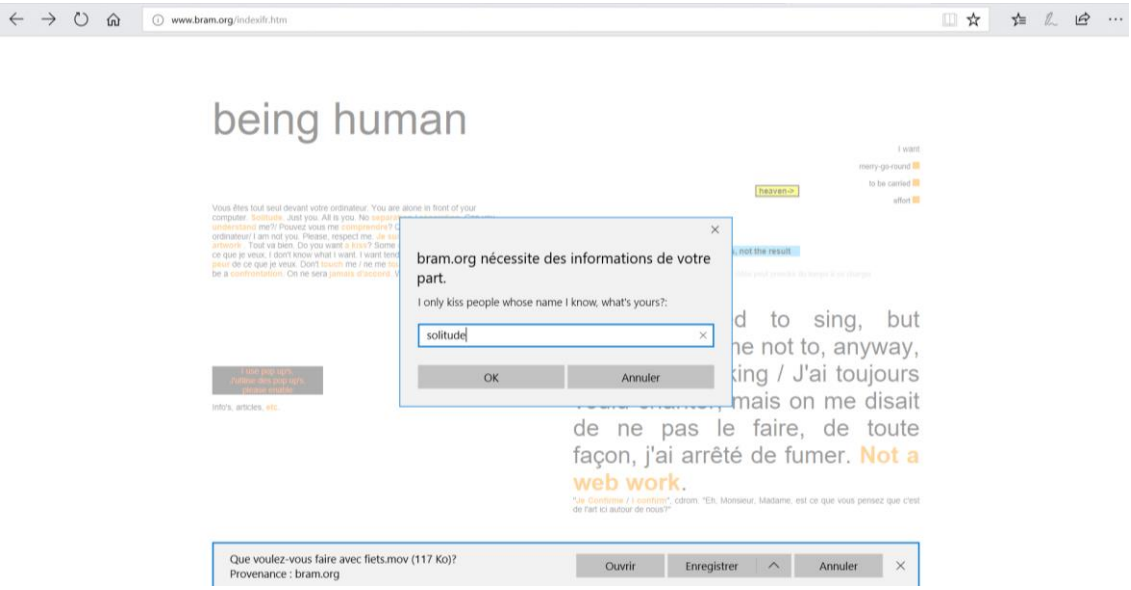 www.bram.org/indexifr.htm
being human
I want
merry-go-round
to be carried
effort
heaven->
Vous êtes tout seul devant votre ordinateur. You are alone in front of your
computer. Solitude. Just you. All is you. No
understand me?/ Pouvez vous me comprendre?
ordinateur/ I am not you. Please, respect me.
artwork. Tout va bien. Do you want a kiss? Some
ce que je veux, I don't know what I want. I want
peur de ce que je veux. Don't touch me / ne me
be a confrontation. On ne sera jamais d'accord.
, not the result
bram.org nécessite des informations de votre
part.
I only kiss people whose name I know, what's yours?:
solitude
OK Annuler
d to sing, but
ne not to, anyway,
king / J'ai toujours
mais on me disait
de ne pas le faire, de toute
façon, j'ai arrêté de fumer. Not a
web work.
"Je Confirme / I confirm", cdrom. "Eh, Monsieur, Madame, est ce que vous pensez que c'est
de l'art ici autour de nous?"
I use pop up's
J'utilise des pop up's
please enable
Info's, articles, etc.
Que voulez-vous faire avec fiets.mov (117 Ko)?
Provenance : bram.org
Ouvrir Enregistrer Annuler